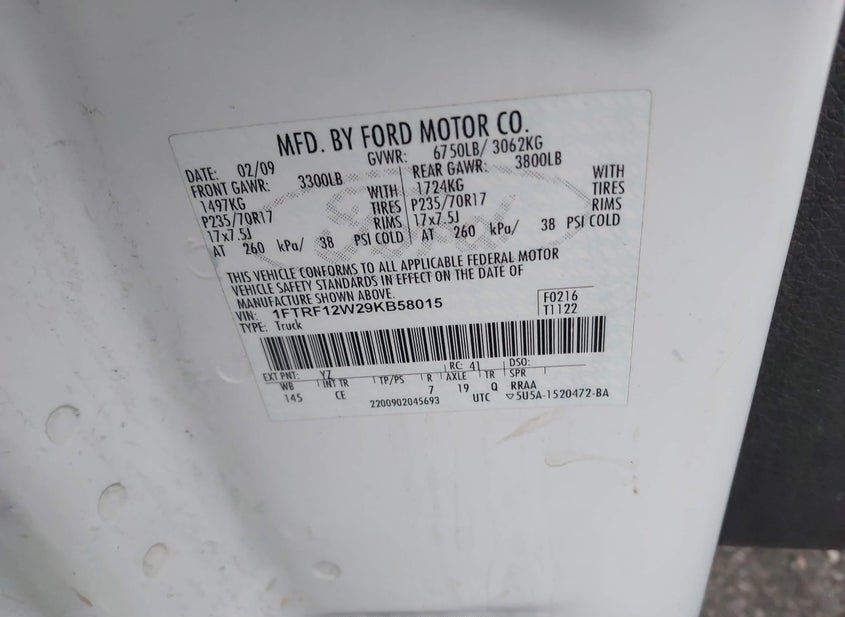 MFD. BY FORD MOTOR CO.
DATE: 02/09 GVWR: 6750LB/ 3062KG
FRONT GAWR: 3300LB REAR GAWR: 3800LB
1497KG WITH 1724KG WITH
P235/70R17 TIRES P235/70R17 TIRES
17x7.5J RIMS 17x7.5J RIMS
AT 260 kPa/ 38 PSI COLD AT 260 kPa/ 38 PSI COLD
THIS VEHICLE CONFORMS TO ALL APPLICABLE FEDERAL MOTOR
VEHICLE SAFETY STANDARDS IN EFFECT ON THE DATE OF
MANUFACTURE SHOWN ABOVE.
VIN: 1FTRF12W29KB58015 F0216
TYPE: Truck T1122
EXT PNT: YZ RC: 41 DSO:
WB INT TR TP/PS R AXLE TR SPR
145 CE 7 19 Q RRAA
2200902045693 UTC ▽5U5A-1520472-BA
Ford